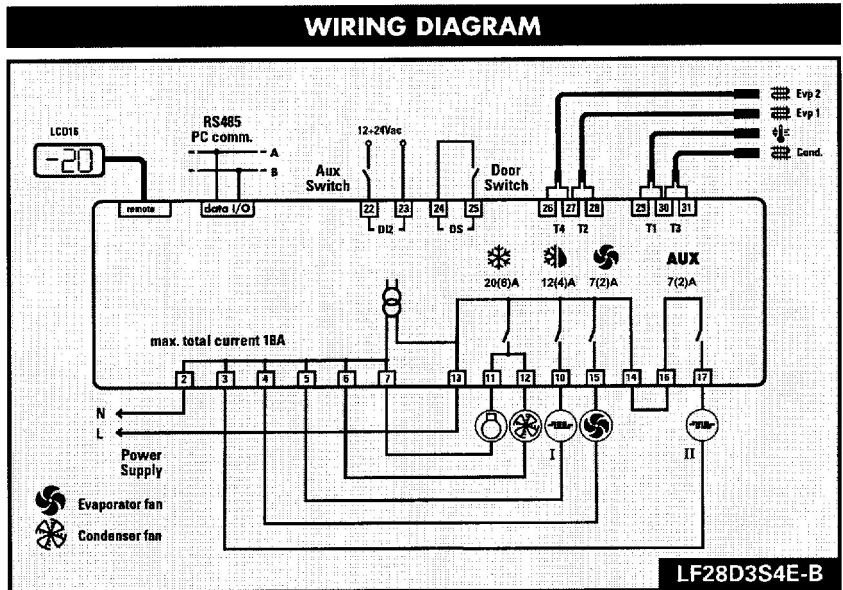 WIRING DIAGRAM
Evp 2
Evp 1
Cond.
LCD16
-20
RS485
PC comm.
A
B
12÷24Vac
Aux
Switch
Door
Switch
remote
data I/O
22 23 24 25 26 27 28 29 30 31
DI2 DS T4 T2 T1 T3
AUX
20(6)A 12(4)A 7(2)A 7(2)A
max. total current 18A
2 3 4 5 6 7 13 11 12 10 15 14 16 17
N
L
Power
Supply
I
II
Evaporator fan
Condenser fan
LF28D3S4E-B